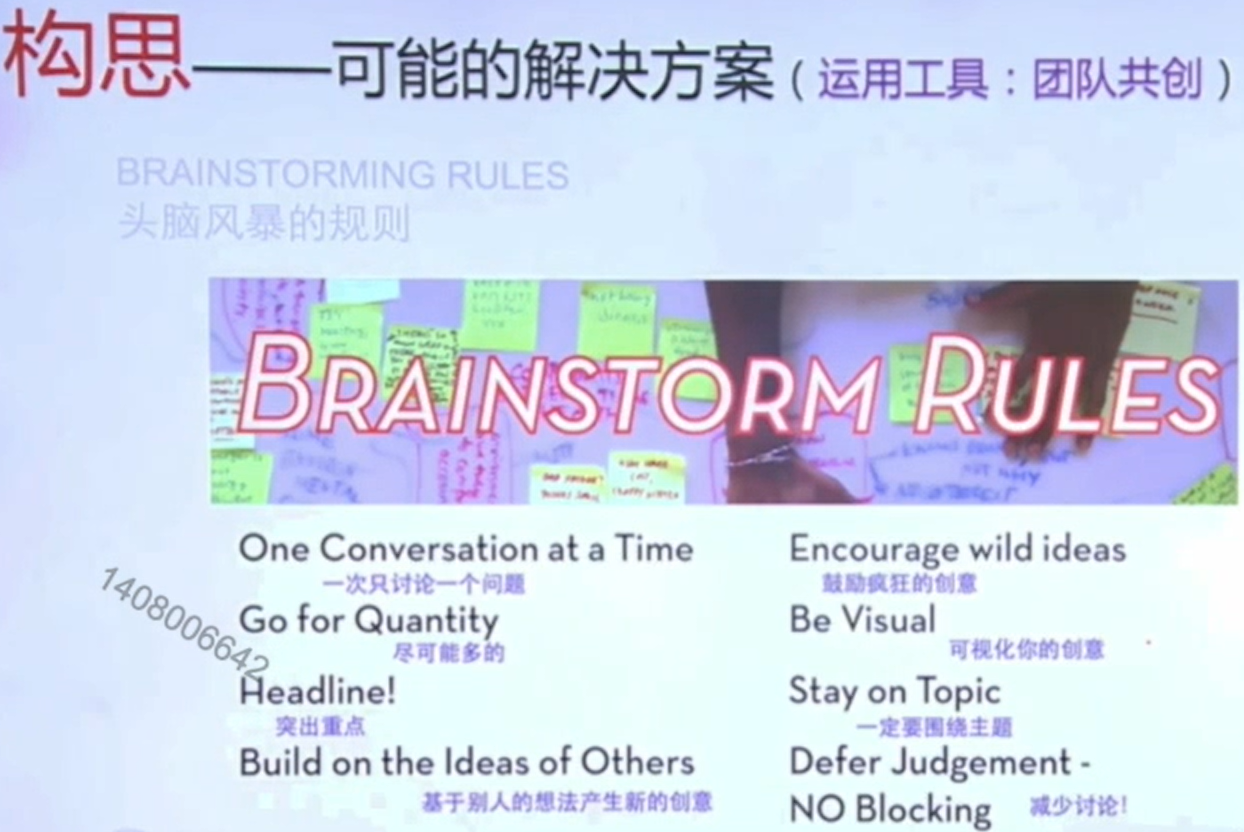 构思——可能的解决方案（运用工具：团队共创）
BRAINSTORMING RULES
头脑风暴的规则
BRAINSTORM RULES
One Conversation at a Time
一次只讨论一个问题
Go for Quantity
尽可能多的
Headline!
突出重点
Build on the Ideas of Others
基于别人的想法产生新的创意
Encourage wild ideas
鼓励疯狂的创意
Be Visual
可视化你的创意
Stay on Topic
一定要围绕主题
Defer Judgement -
NO Blocking
减少讨论!
1408006642